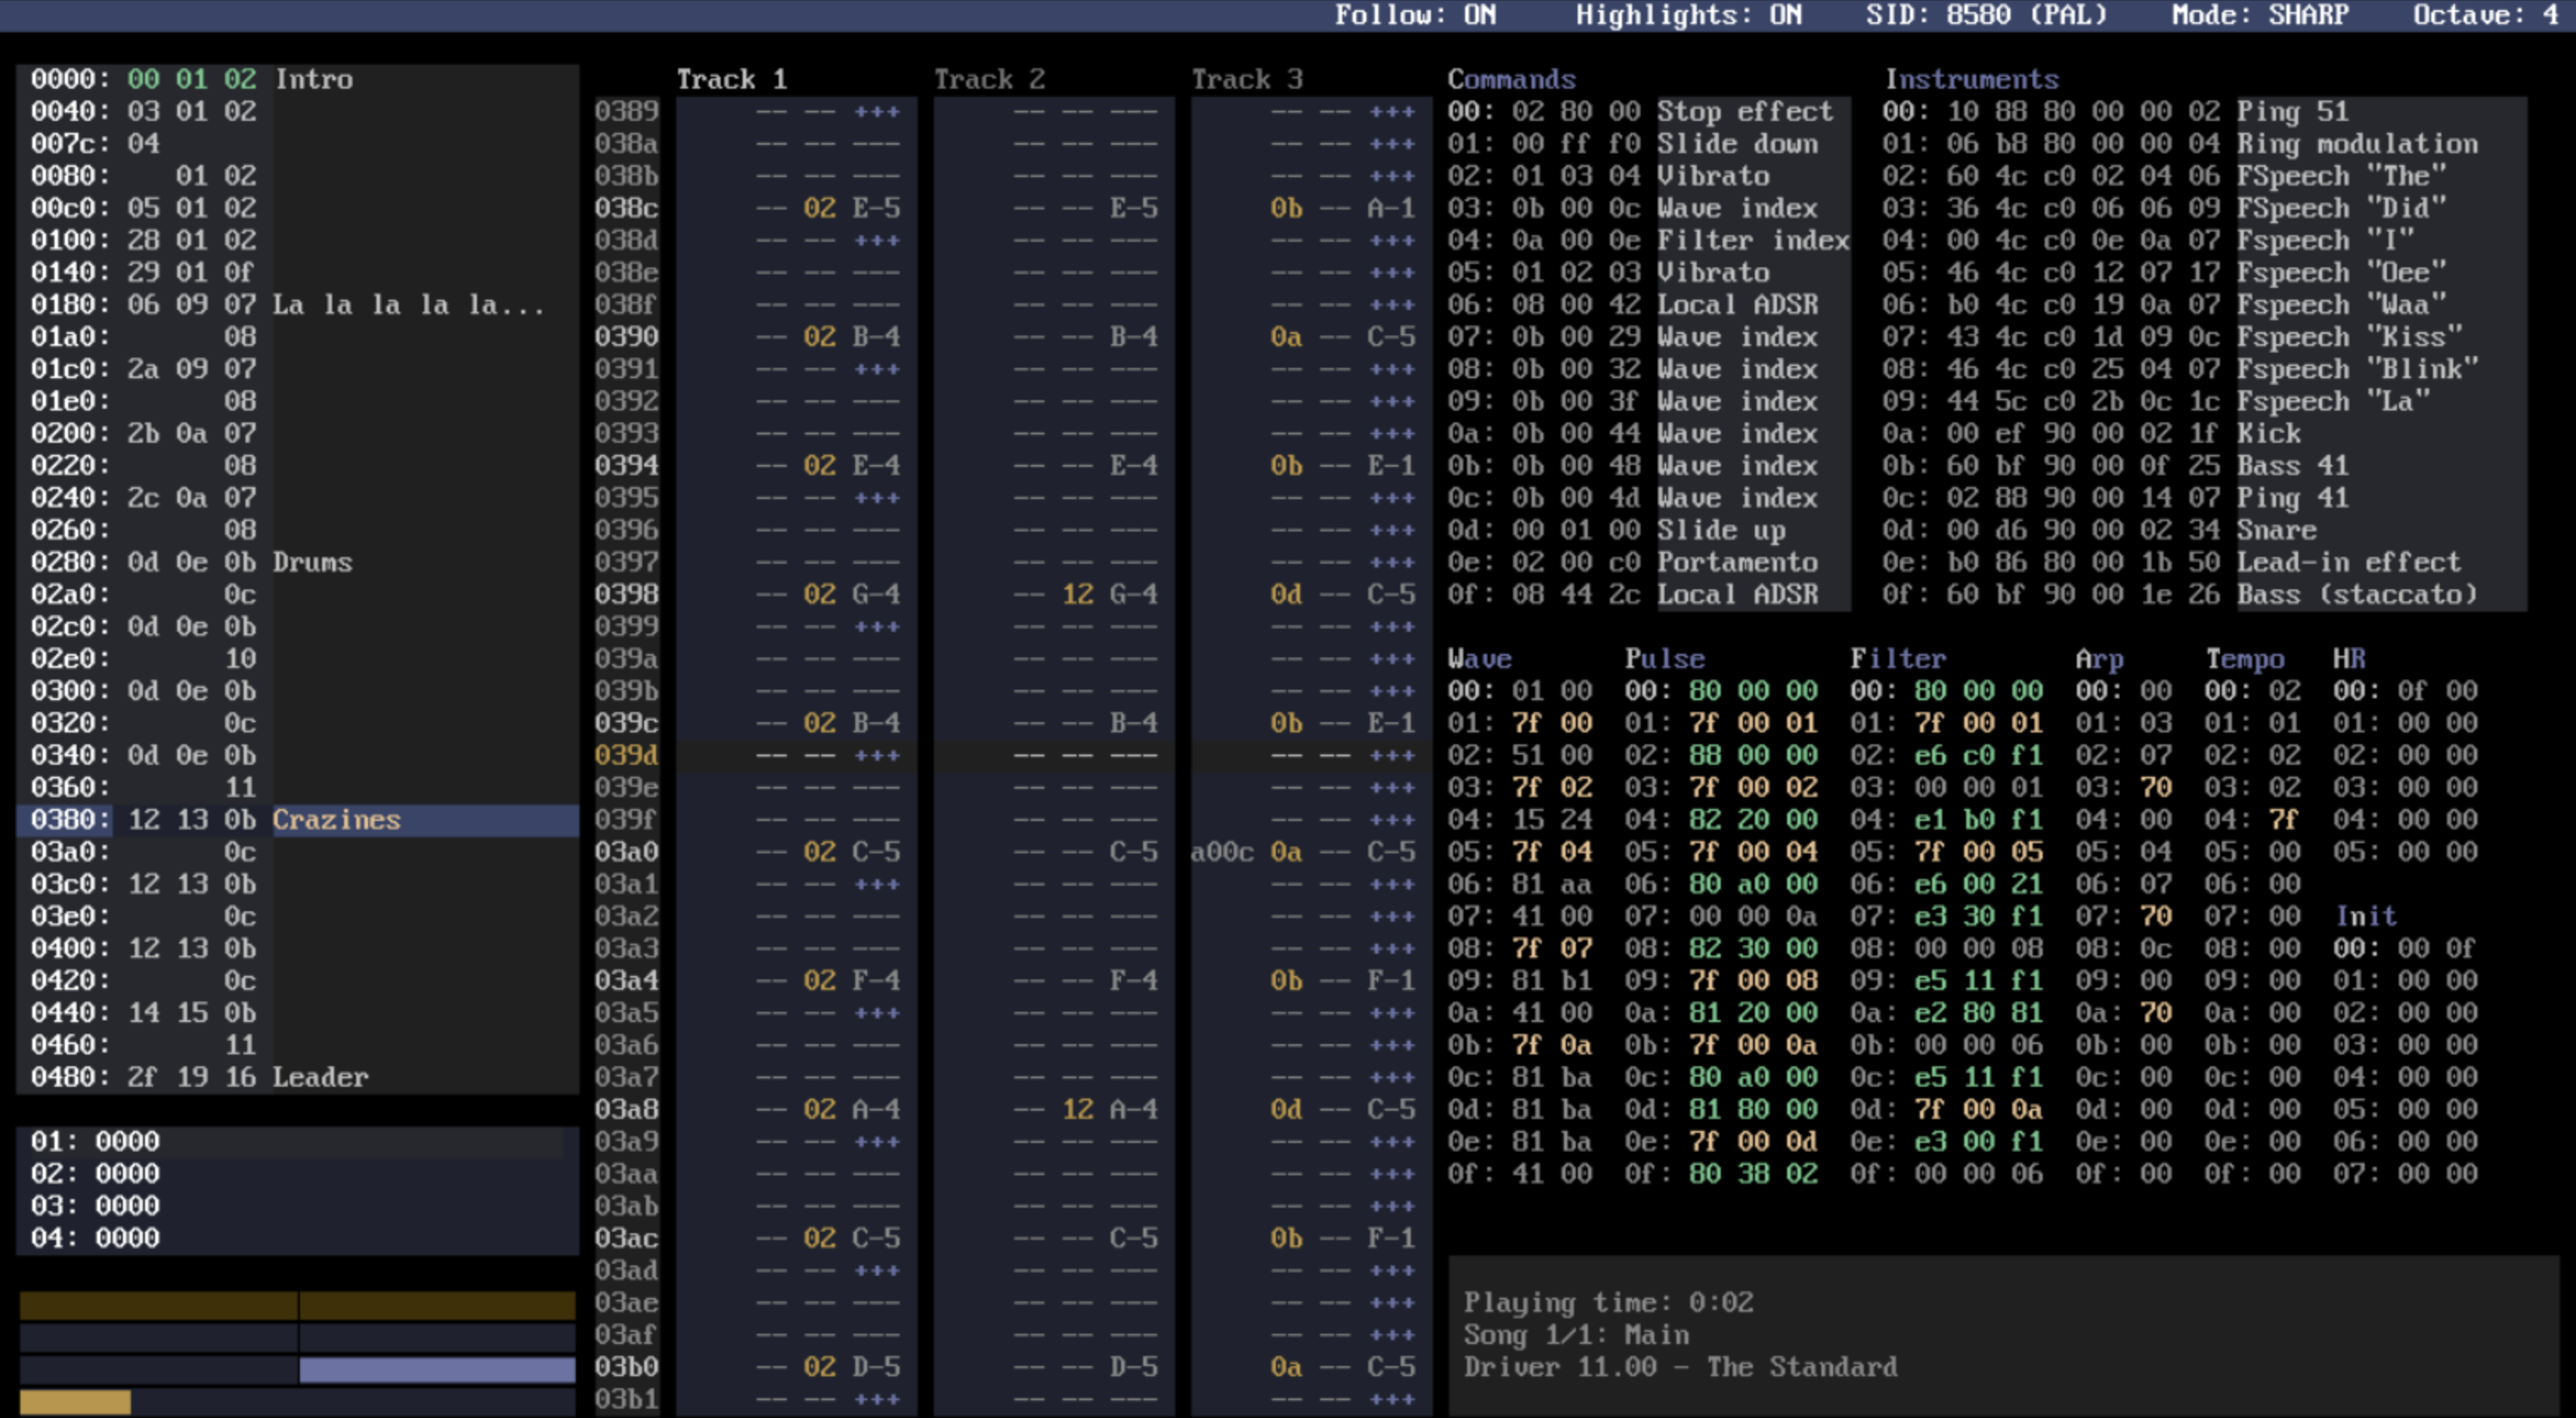 Follow: ON Highlights: ON SID: 8580 (PAL) Mode: SHARP Octave: 4
0000: 00 01 02 Intro
0040: 03 01 02
007c: 04
0080: 01 02
00c0: 05 01 02
0100: 28 01 02
0140: 29 01 0f
0180: 06 09 07 La la la la la...
01a0: 08
01c0: 2a 09 07
01e0: 08
0200: 2b 0a 07
0220: 08
0240: 2c 0a 07
0260: 08
0280: 0d 0e 0b Drums
02a0: 0c
02c0: 0d 0e 0b
02e0: 10
0300: 0d 0e 0b
0320: 0c
0340: 0d 0e 0b
0360: 11
0380: 12 13 0b Crazines
03a0: 0c
03c0: 12 13 0b
03e0: 0c
0400: 12 13 0b
0420: 0c
0440: 14 15 0b
0460: 11
0480: 2f 19 16 Leader
01: 0000
02: 0000
03: 0000
04: 0000
Track 1 Track 2 Track 3
0389 -- -- +++ -- -- --- -- -- +++
038a -- -- --- -- -- --- -- -- +++
038b -- -- --- -- -- --- -- -- +++
038c -- 02 E-5 -- -- E-5 0b -- A-1
038d -- -- +++ -- -- --- -- -- +++
038e -- -- --- -- -- --- -- -- +++
038f -- -- --- -- -- --- -- -- +++
0390 -- 02 B-4 -- -- B-4 0a -- C-5
0391 -- -- +++ -- -- --- -- -- +++
0392 -- -- --- -- -- --- -- -- +++
0393 -- -- --- -- -- --- -- -- +++
0394 -- 02 E-4 -- -- E-4 0b -- E-1
0395 -- -- +++ -- -- --- -- -- +++
0396 -- -- --- -- -- --- -- -- +++
0397 -- -- --- -- -- --- -- -- +++
0398 -- 02 G-4 -- 12 G-4 0d -- C-5
0399 -- -- +++ -- -- --- -- -- +++
039a -- -- --- -- -- --- -- -- +++
039b -- -- --- -- -- --- -- -- +++
039c -- 02 B-4 -- -- B-4 0b -- E-1
039d -- -- +++ -- -- --- -- -- +++
039e -- -- --- -- -- --- -- -- +++
039f -- -- --- -- -- --- -- -- +++
03a0 -- 02 C-5 -- -- C-5 a00c 0a -- C-5
03a1 -- -- +++ -- -- --- -- -- +++
03a2 -- -- --- -- -- --- -- -- +++
03a3 -- -- --- -- -- --- -- -- +++
03a4 -- 02 F-4 -- -- F-4 0b -- F-1
03a5 -- -- +++ -- -- --- -- -- +++
03a6 -- -- --- -- -- --- -- -- +++
03a7 -- -- --- -- -- --- -- -- +++
03a8 -- 02 A-4 -- 12 A-4 0d -- C-5
03a9 -- -- +++ -- -- --- -- -- +++
03aa -- -- --- -- -- --- -- -- +++
03ab -- -- --- -- -- --- -- -- +++
03ac -- 02 C-5 -- -- C-5 0b -- F-1
03ad -- -- +++ -- -- --- -- -- +++
03ae -- -- --- -- -- --- -- -- +++
03af -- -- --- -- -- --- -- -- +++
03b0 -- 02 D-5 -- -- D-5 0a -- C-5
03b1 -- -- +++ -- -- --- -- -- +++
Commands
00: 02 80 00 Stop effect
01: 00 ff f0 Slide down
02: 01 03 04 Vibrato
03: 0b 00 0c Wave index
04: 0a 00 0e Filter index
05: 01 02 03 Vibrato
06: 08 00 42 Local ADSR
07: 0b 00 29 Wave index
08: 0b 00 32 Wave index
09: 0b 00 3f Wave index
0a: 0b 00 44 Wave index
0b: 0b 00 48 Wave index
0c: 0b 00 4d Wave index
0d: 00 01 00 Slide up
0e: 02 00 c0 Portamento
0f: 08 44 2c Local ADSR
Instruments
00: 10 88 80 00 00 02 Ping 51
01: 06 b8 80 00 00 04 Ring modulation
02: 60 4c c0 02 04 06 FSpeech "The"
03: 36 4c c0 06 06 09 FSpeech "Did"
04: 00 4c c0 0e 0a 07 Fspeech "I"
05: 46 4c c0 12 07 17 Fspeech "Oee"
06: b0 4c c0 19 0a 07 Fspeech "Waa"
07: 43 4c c0 1d 09 0c Fspeech "Kiss"
08: 46 4c c0 25 04 07 Fspeech "Blink"
09: 44 5c c0 2b 0c 1c Fspeech "La"
0a: 00 ef 90 00 02 1f Kick
0b: 60 bf 90 00 0f 25 Bass 41
0c: 02 88 90 00 14 07 Ping 41
0d: 00 d6 90 00 02 34 Snare
0e: b0 86 80 00 1b 50 Lead-in effect
0f: 60 bf 90 00 1e 26 Bass (staccato)
Wave Pulse Filter Arp Tempo HR
00: 01 00 00: 80 00 00 00: 80 00 00 00: 00 00: 02 00: 0f 00
01: 7f 00 01: 7f 00 01 01: 7f 00 01 01: 03 01: 01 01: 00 00
02: 51 00 02: 88 00 00 02: e6 c0 f1 02: 07 02: 02 02: 00 00
03: 7f 02 03: 7f 00 02 03: 00 00 01 03: 70 03: 02 03: 00 00
04: 15 24 04: 82 20 00 04: e1 b0 f1 04: 00 04: 7f 04: 00 00
05: 7f 04 05: 7f 00 04 05: 7f 00 05 05: 04 05: 00 05: 00 00
06: 81 aa 06: 80 a0 00 06: e6 00 21 06: 07 06: 00
07: 41 00 07: 00 00 0a 07: e3 30 f1 07: 70 07: 00 Init
08: 7f 07 08: 82 30 00 08: 00 00 08 08: 0c 08: 00 00: 00 0f
09: 81 b1 09: 7f 00 08 09: e5 11 f1 09: 00 09: 00 01: 00 00
0a: 41 00 0a: 81 20 00 0a: e2 80 81 0a: 70 0a: 00 02: 00 00
0b: 7f 0a 0b: 7f 00 0a 0b: 00 00 06 0b: 00 0b: 00 03: 00 00
0c: 81 ba 0c: 80 a0 00 0c: e5 11 f1 0c: 00 0c: 00 04: 00 00
0d: 81 ba 0d: 81 80 00 0d: 7f 00 0a 0d: 00 0d: 00 05: 00 00
0e: 81 ba 0e: 7f 00 0d 0e: e3 00 f1 0e: 00 0e: 00 06: 00 00
0f: 41 00 0f: 80 38 02 0f: 00 00 06 0f: 00 0f: 00 07: 00 00
Playing time: 0:02
Song 1/1: Main
Driver 11.00 - The Standard